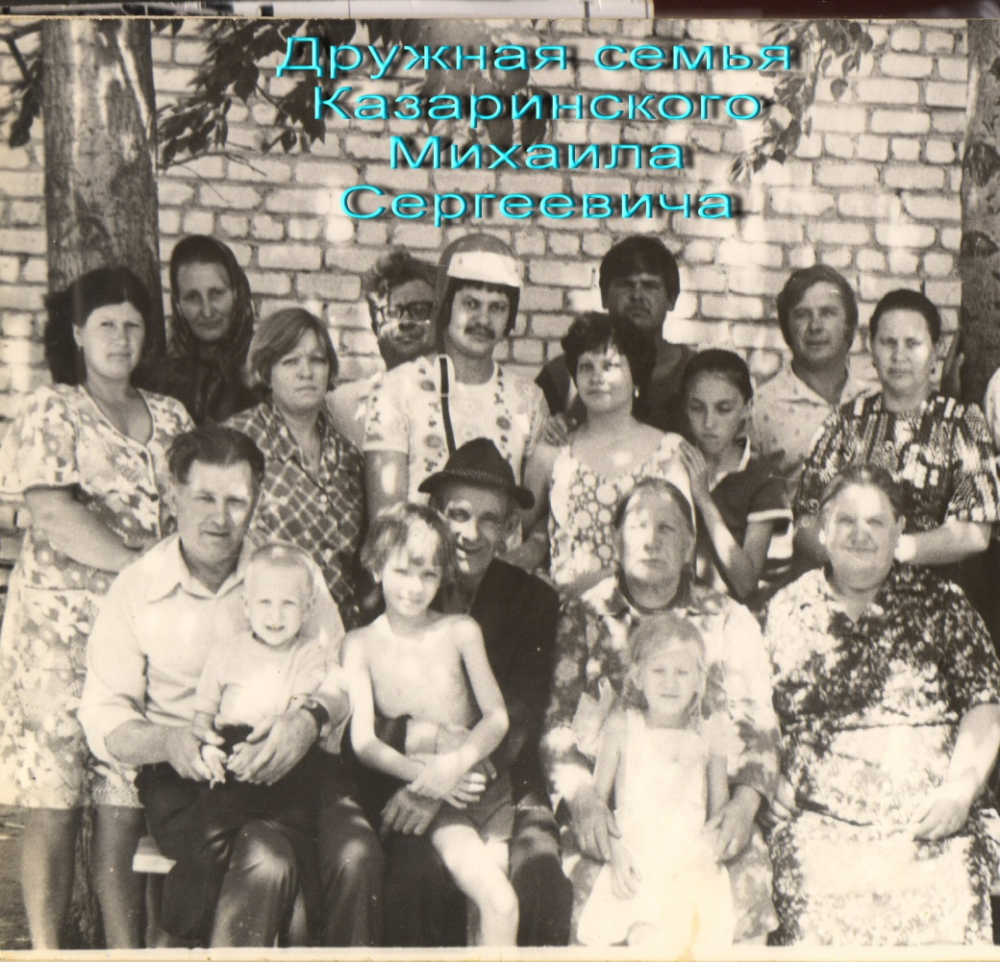 Дружная семья
Казаринского
Михаила
Сергеевича